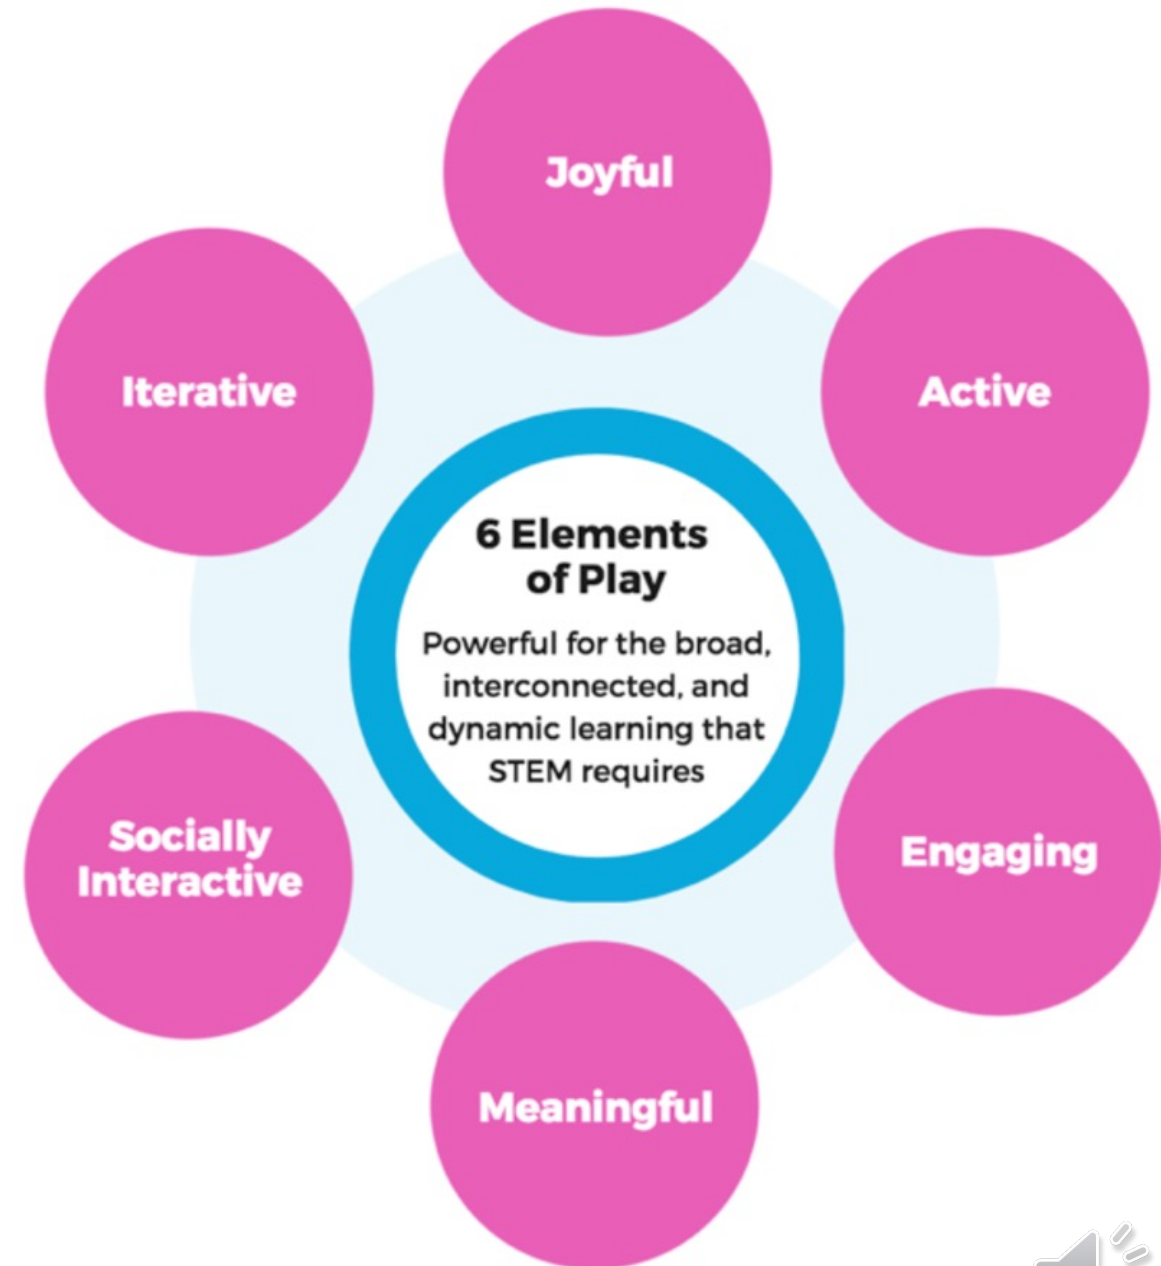 Joyful
Active
Engaging
Meaningful
Socially
Interactive
Iterative
6 Elements
of Play
Powerful for the broad,
interconnected, and
dynamic learning that
STEM requires